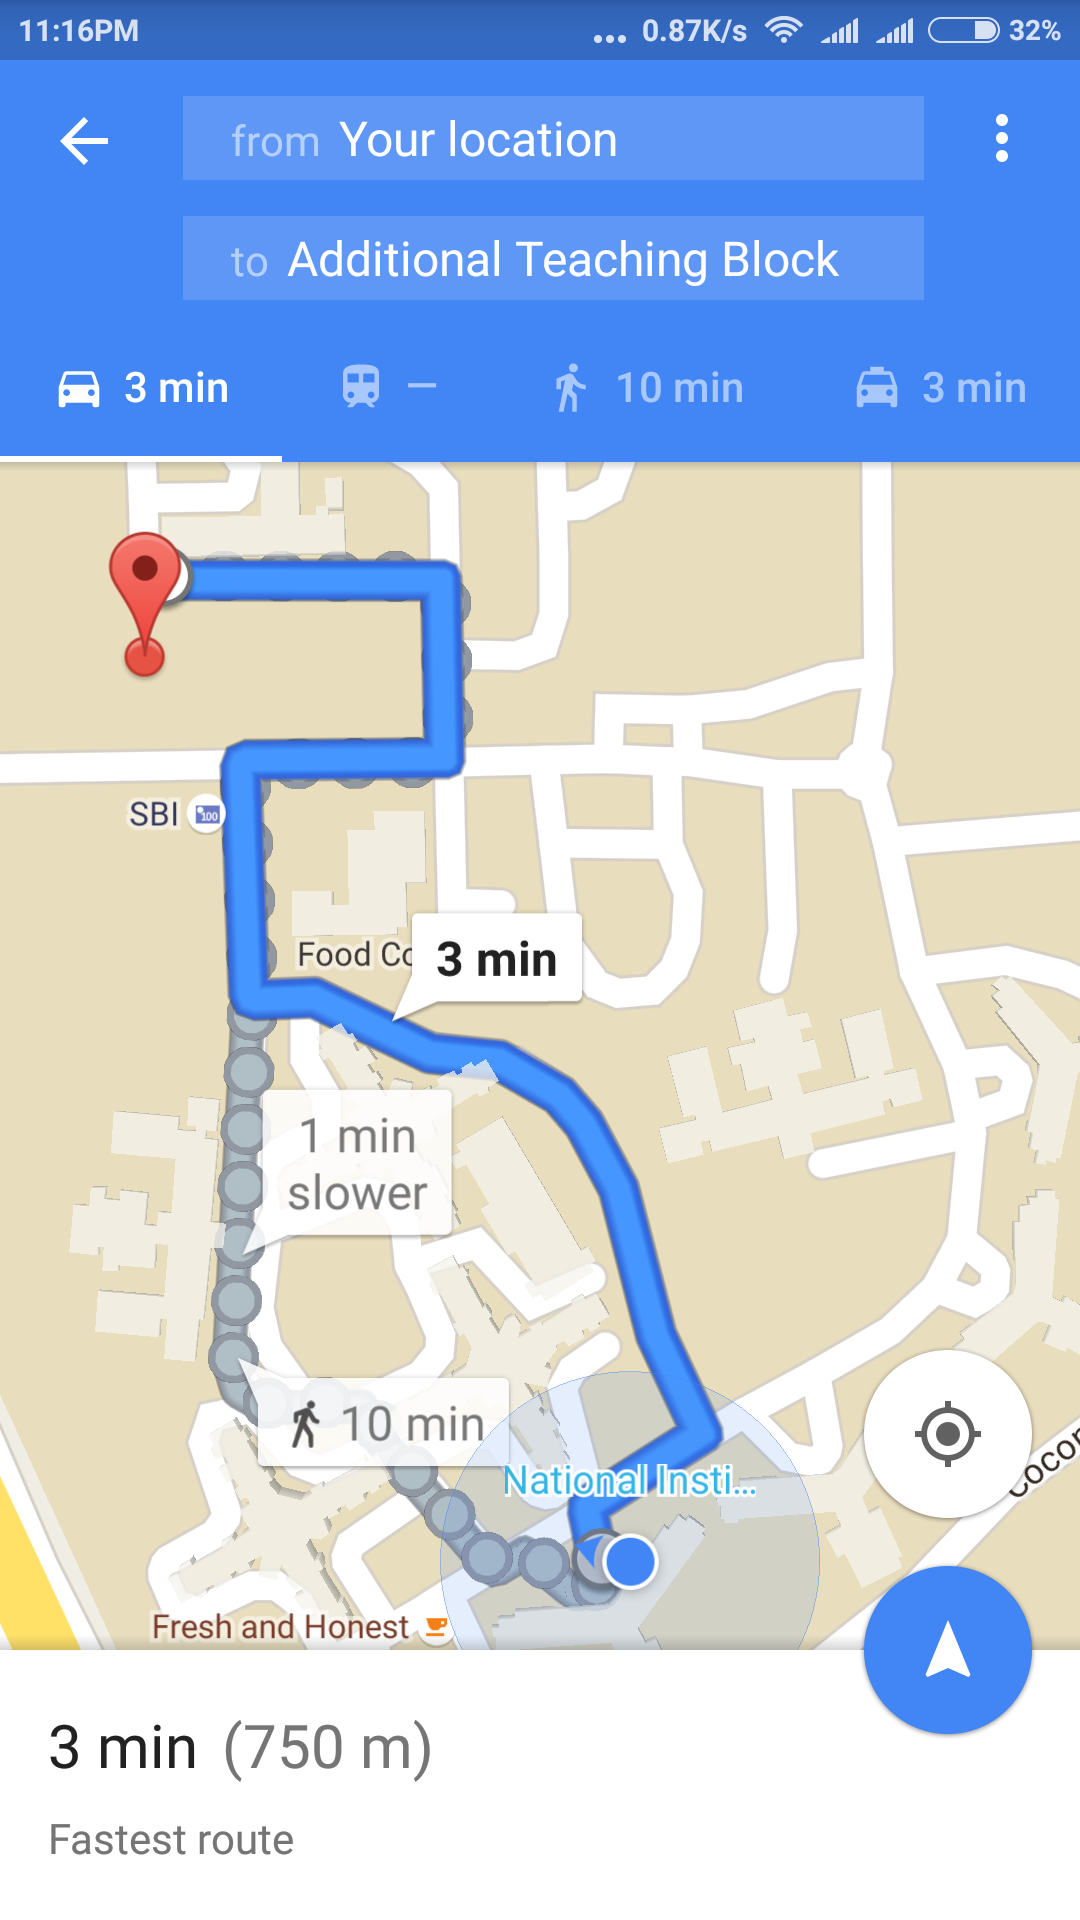 11:16PM ... 0.87K/s 32%
from Your location
to Additional Teaching Block
3 min – 10 min 3 min
SBI
100
Food Co
3 min
1 min
slower
10 min
National Insti...
Fresh and Honest
3 min (750 m)
Fastest route